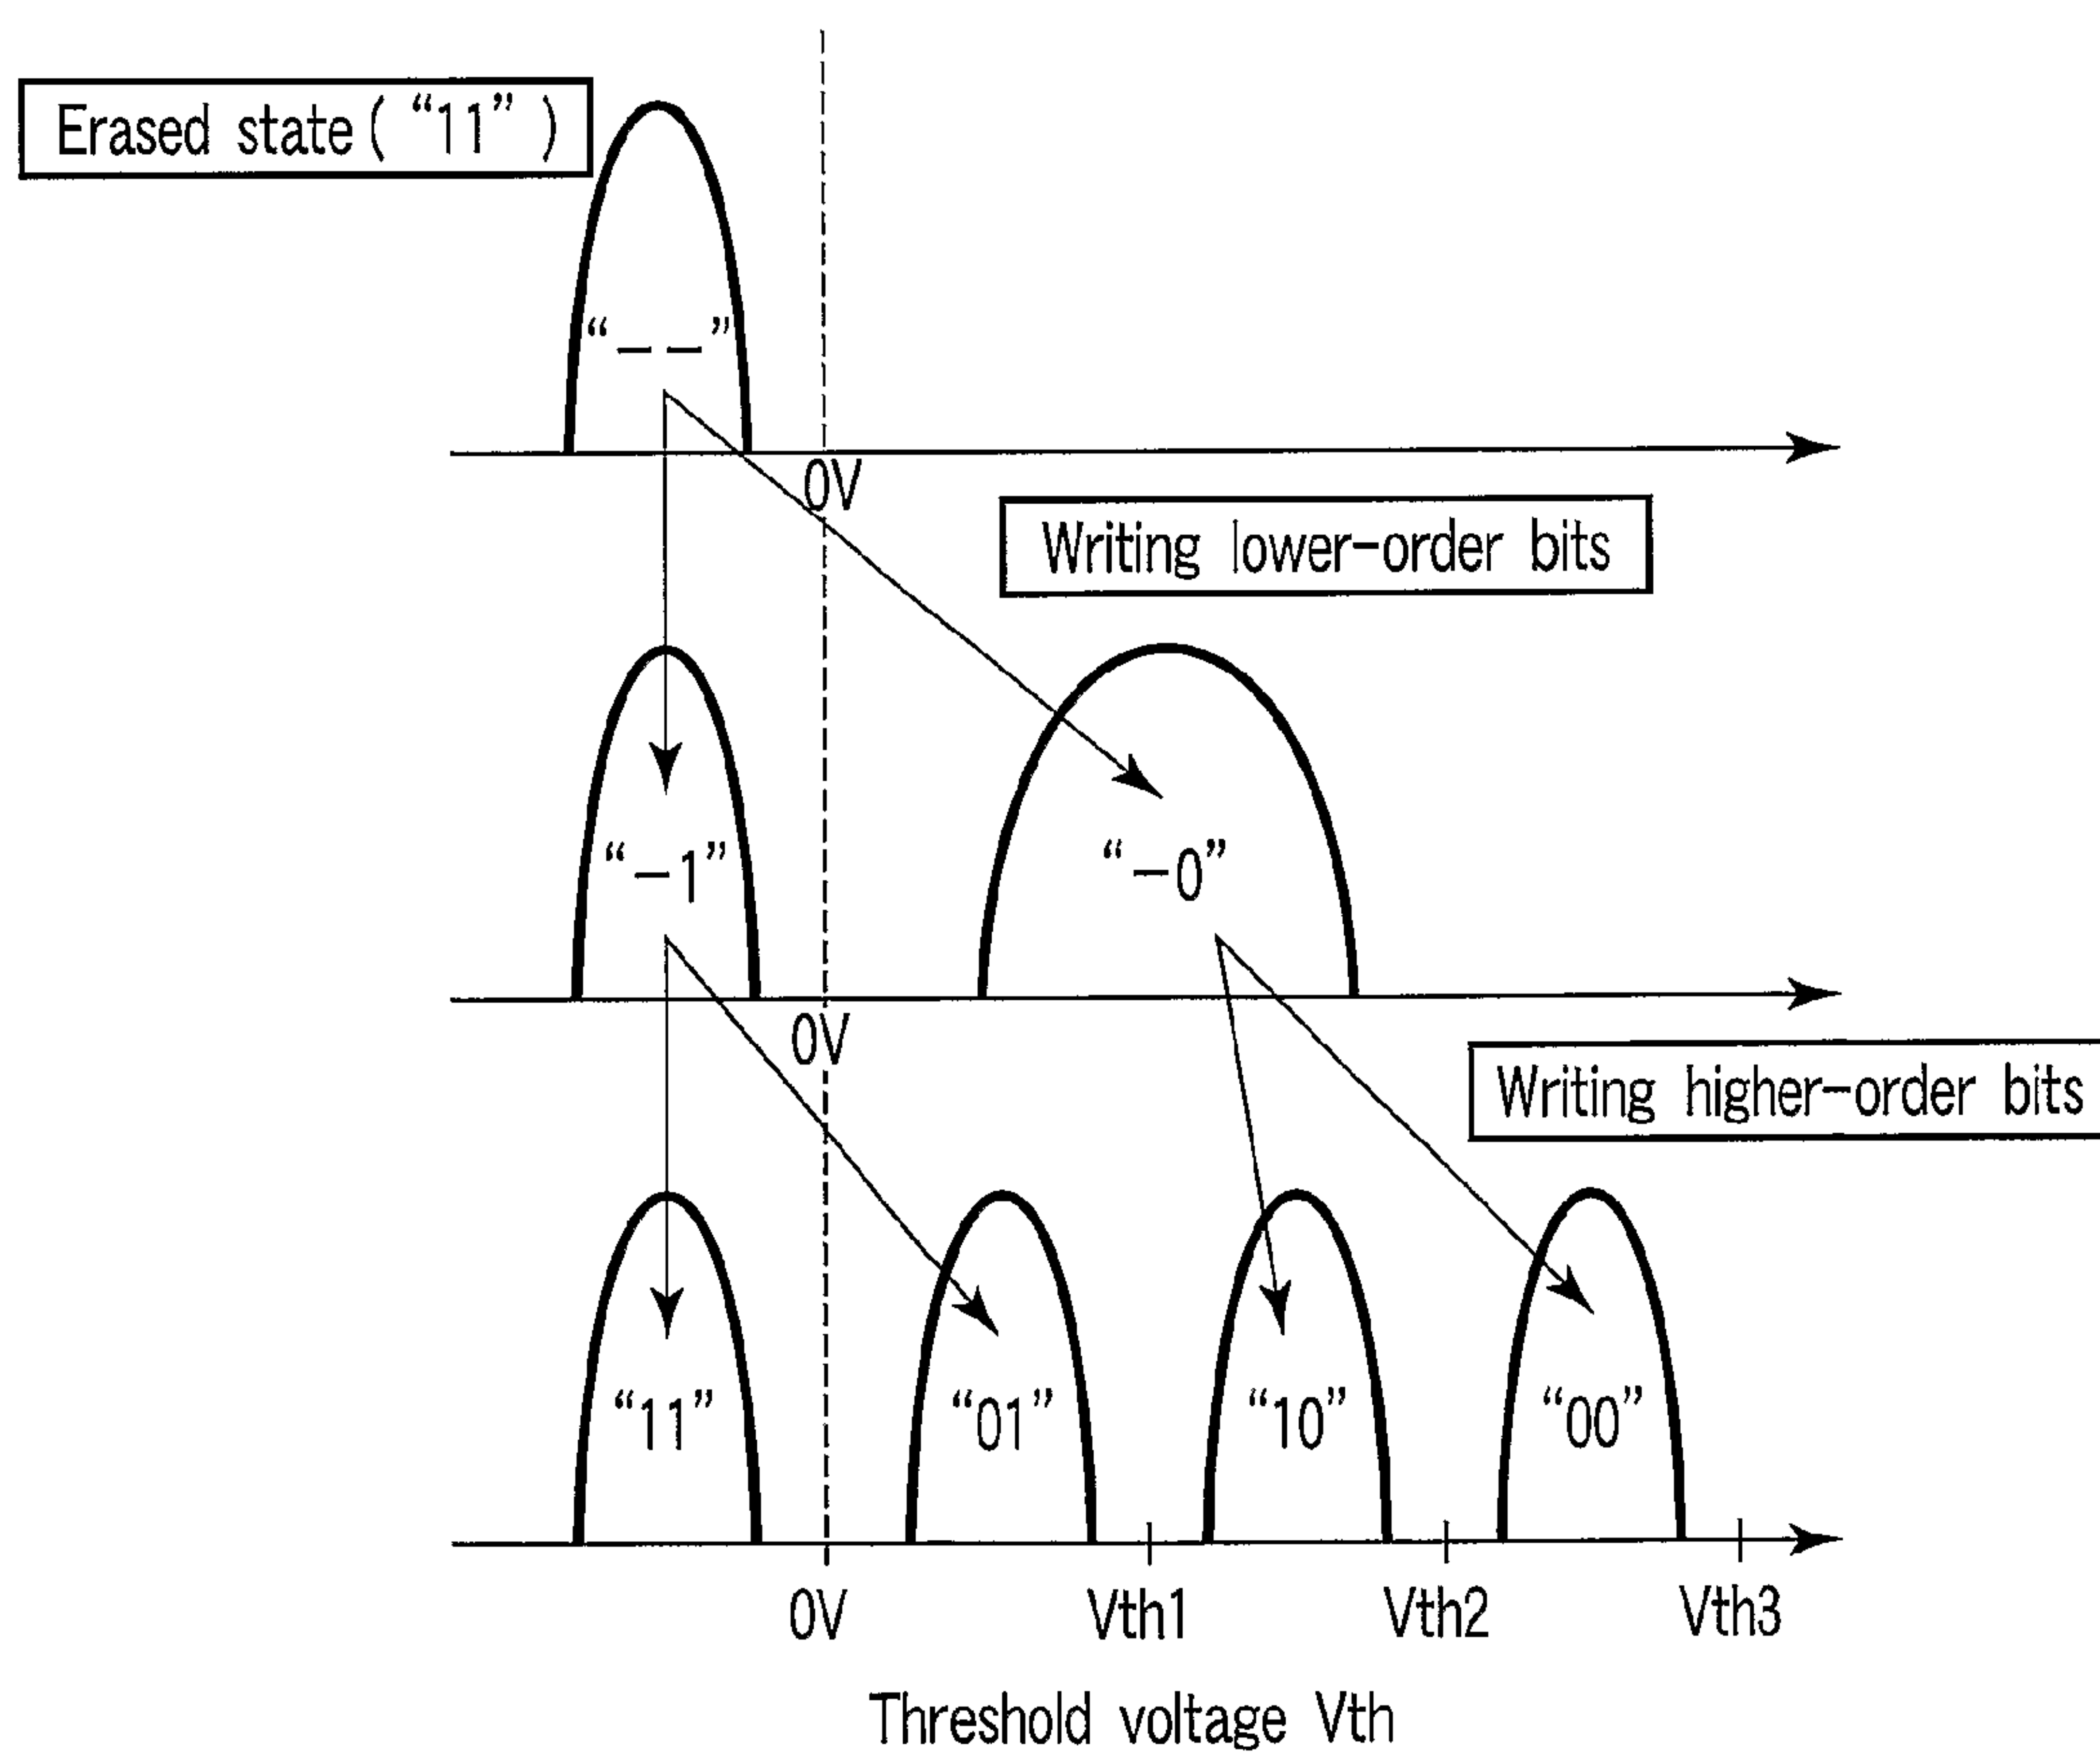 Erased state( “11” )
“−−”
0V
Writing lower-order bits
“−1” “−0”
0V
Writing higher-order bits
“11” “01” “10” “00”
0V Vth1 Vth2 Vth3
Threshold voltage Vth